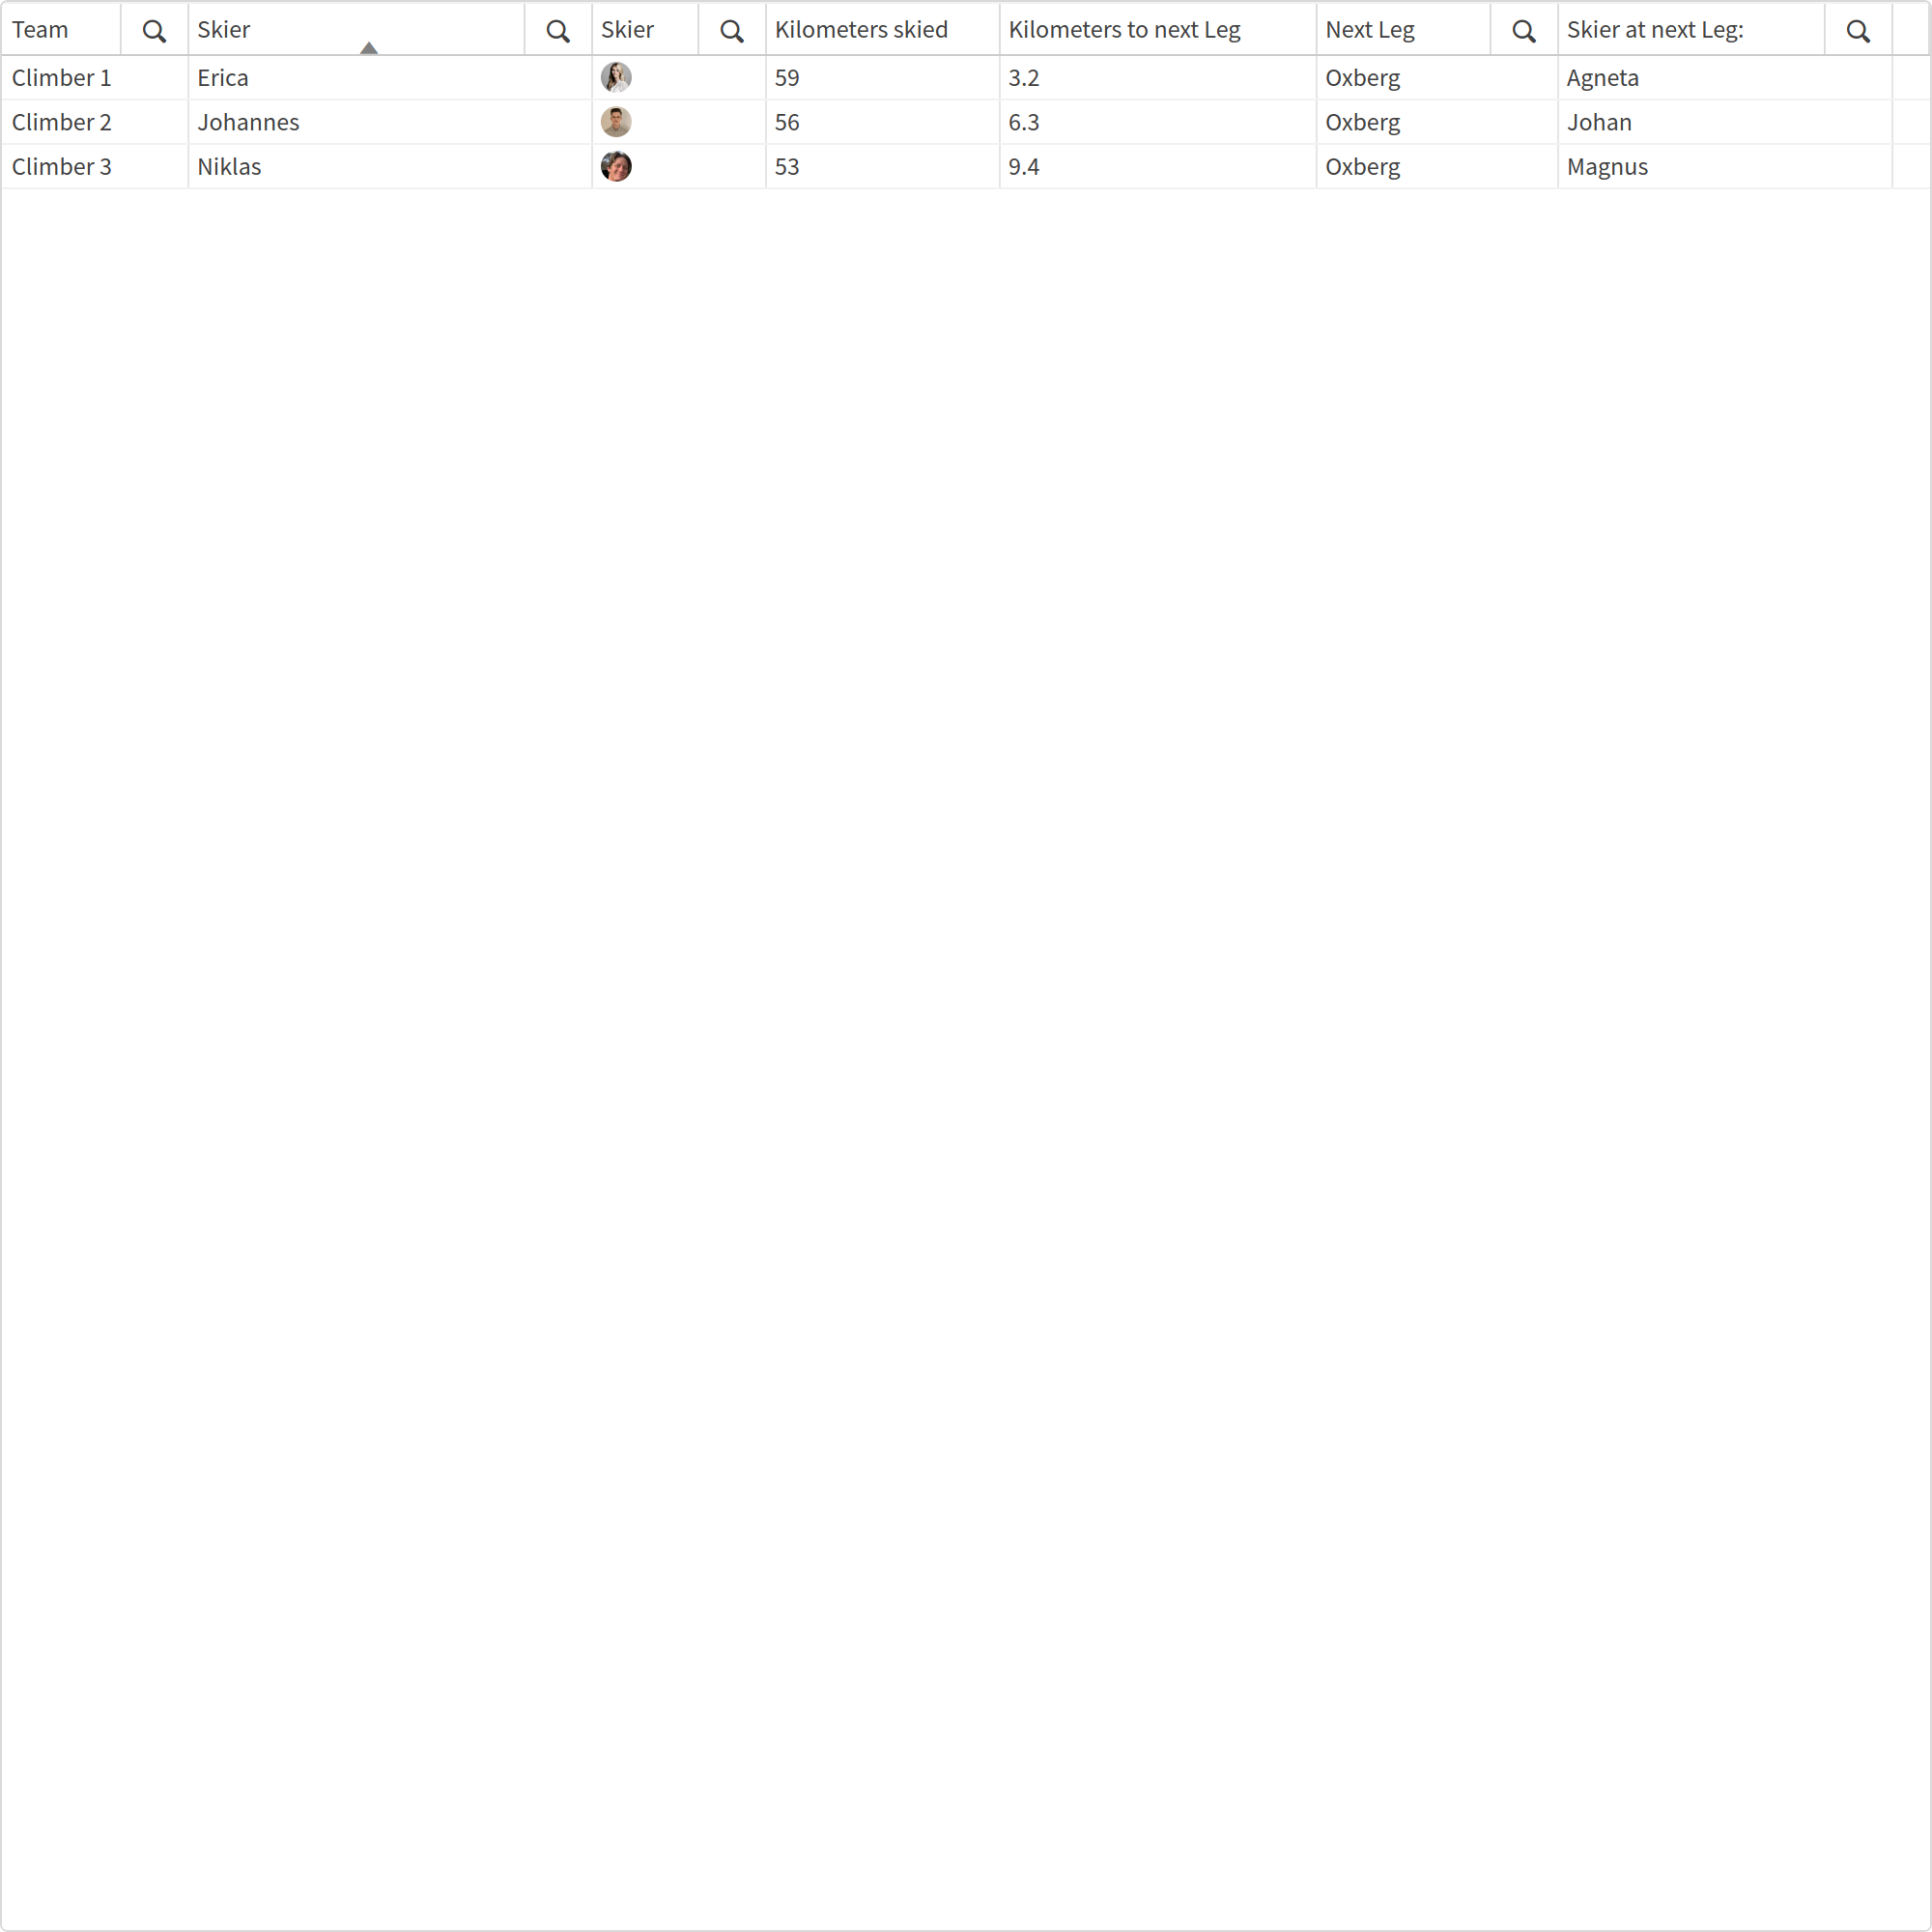 Team Skier Skier Kilometers skied Kilometers to next Leg Next Leg Skier at next Leg:
Climber 1 Erica 59 3.2 Oxberg Agneta
Climber 2 Johannes 56 6.3 Oxberg Johan
Climber 3 Niklas 53 9.4 Oxberg Magnus